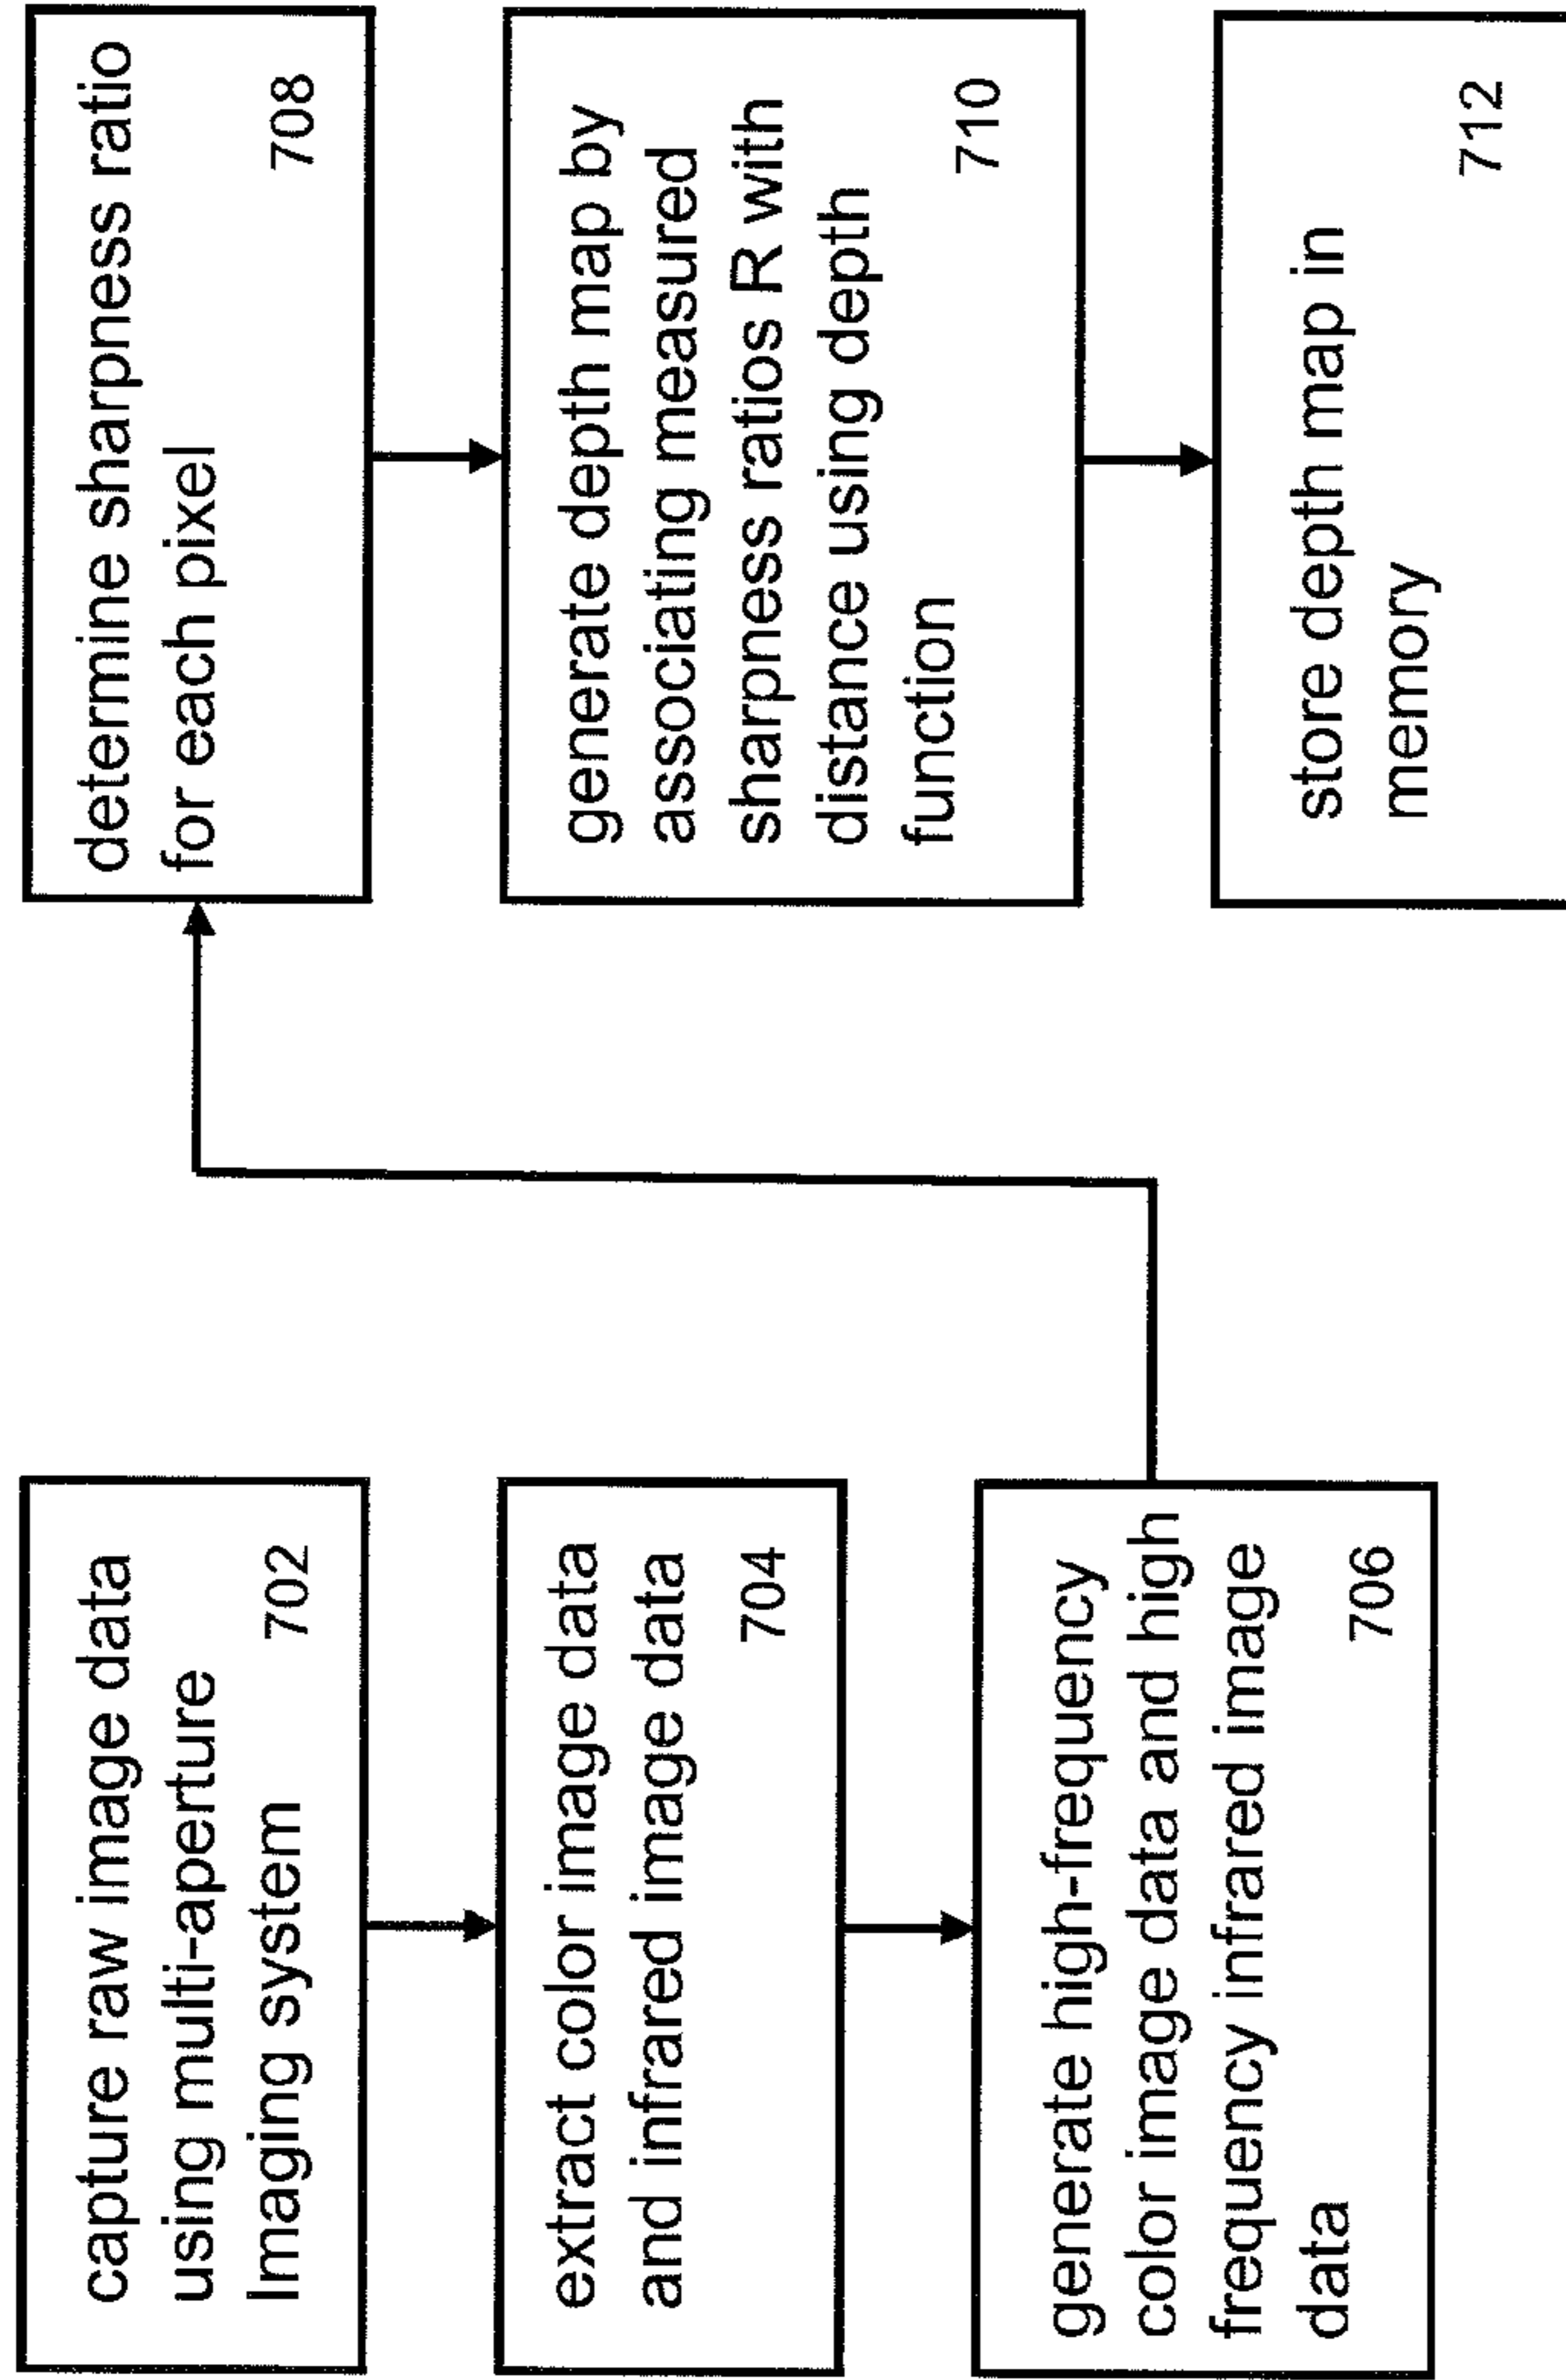 capture raw image data
using multi-aperture
Imaging system 702
extract color image data
and infrared image data
704
generate high-frequency
color image data and high
frequency infrared image
data
706
determine sharpness ratio
for each pixel
708
generate depth map by
associating measured
sharpness ratios R with
distance using depth
function
710
store depth map in
memory
712